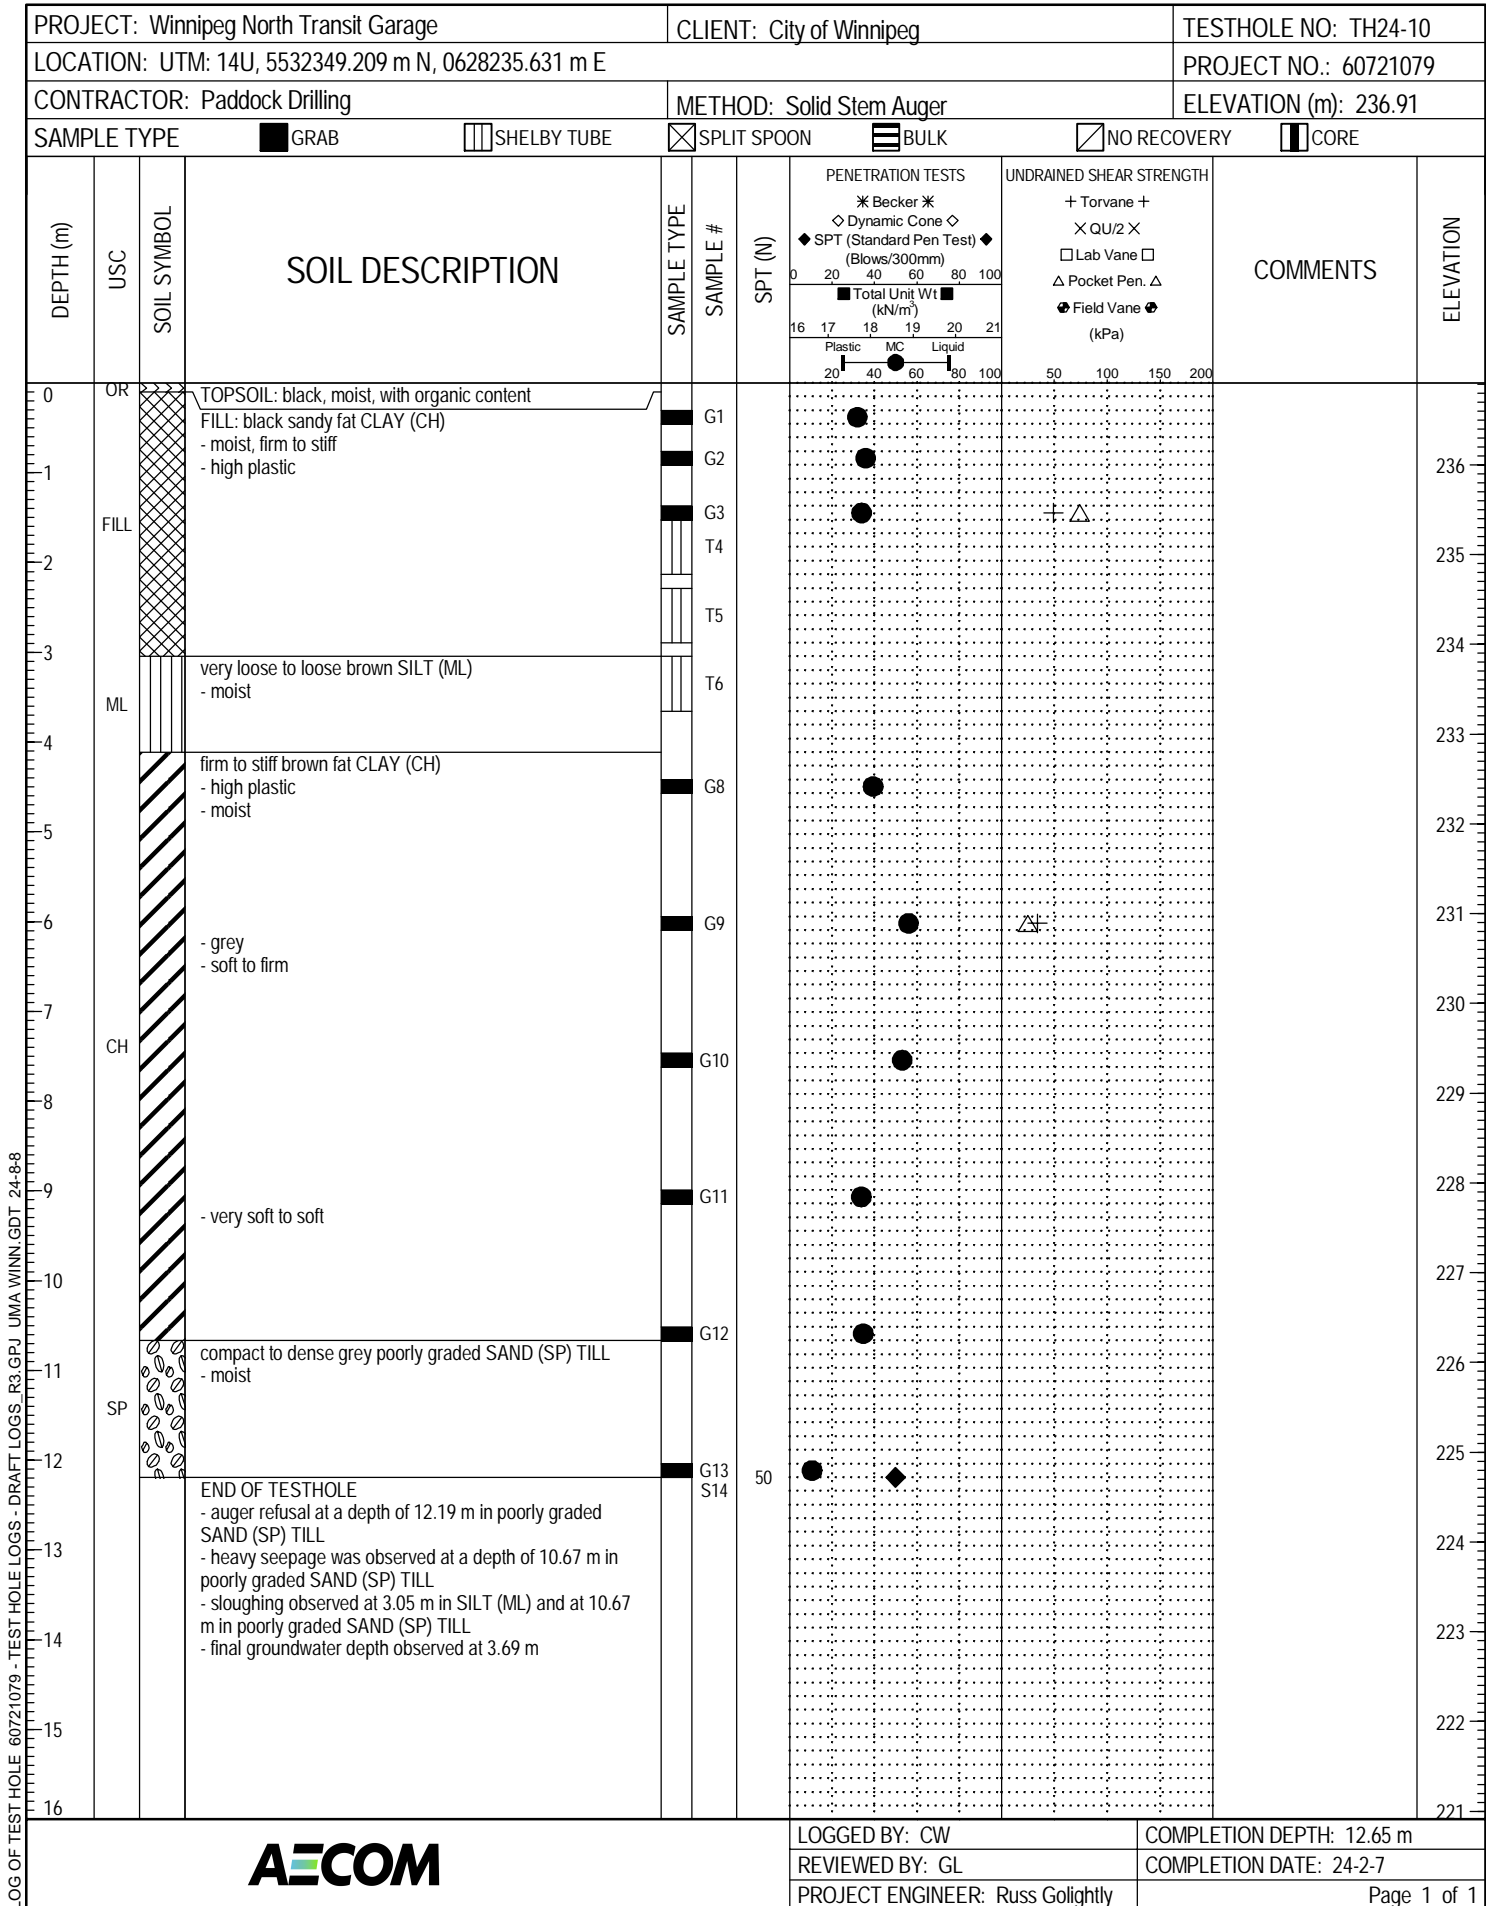 PROJECT: Winnipeg North Transit Garage
CLIENT: City of Winnipeg
TESTHOLE NO: TH24-10
LOCATION: UTM: 14U, 5532349.209 m N, 0628235.631 m E
PROJECT NO.: 60721079
CONTRACTOR: Paddock Drilling
METHOD: Solid Stem Auger
ELEVATION (m): 236.91
SAMPLE TYPE
GRAB
SHELBY TUBE
SPLIT SPOON
BULK
NO RECOVERY
CORE
DEPTH (m)
USC
SOIL SYMBOL
SOIL DESCRIPTION
SAMPLE TYPE
SAMPLE #
SPT (N)
PENETRATION TESTS
Becker
Dynamic Cone
SPT (Standard Pen Test)
(Blows/300mm)
0 20 40 60 80 100
Total Unit Wt
(kN/m3)
16 17 18 19 20 21
Plastic MC Liquid
20 40 60 80 100
UNDRAINED SHEAR STRENGTH
+ Torvane +
QU/2
Lab Vane
Pocket Pen.
Field Vane
(kPa)
50 100 150 200
COMMENTS
ELEVATION
0
OR
TOPSOIL: black, moist, with organic content
FILL: black sandy fat CLAY (CH)
- moist, firm to stiff
- high plastic
G1
G2
1
236
G3
FILL
T4
235
2
T5
3
234
very loose to loose brown SILT (ML)
- moist
T6
ML
4
233
firm to stiff brown fat CLAY (CH)
- high plastic
- moist
G8
5
232
6
G9
231
- grey
- soft to firm
7
230
CH
G10
8
229
9
G11
228
- very soft to soft
10
227
G12
compact to dense grey poorly graded SAND (SP) TILL
- moist
11
226
SP
12
225
G13
S14
50
END OF TESTHOLE
- auger refusal at a depth of 12.19 m in poorly graded
SAND (SP) TILL
- heavy seepage was observed at a depth of 10.67 m in
poorly graded SAND (SP) TILL
- sloughing observed at 3.05 m in SILT (ML) and at 10.67
m in poorly graded SAND (SP) TILL
- final groundwater depth observed at 3.69 m
13
224
14
223
15
222
16
221
LOG OF TEST HOLE 60721079 - TEST HOLE LOGS - DRAFT LOGS_R3.GPJ UMA WINN.GDT 24-8-8
AECOM
LOGGED BY: CW
COMPLETION DEPTH: 12.65 m
REVIEWED BY: GL
COMPLETION DATE: 24-2-7
PROJECT ENGINEER: Russ Golightly
Page 1 of 1